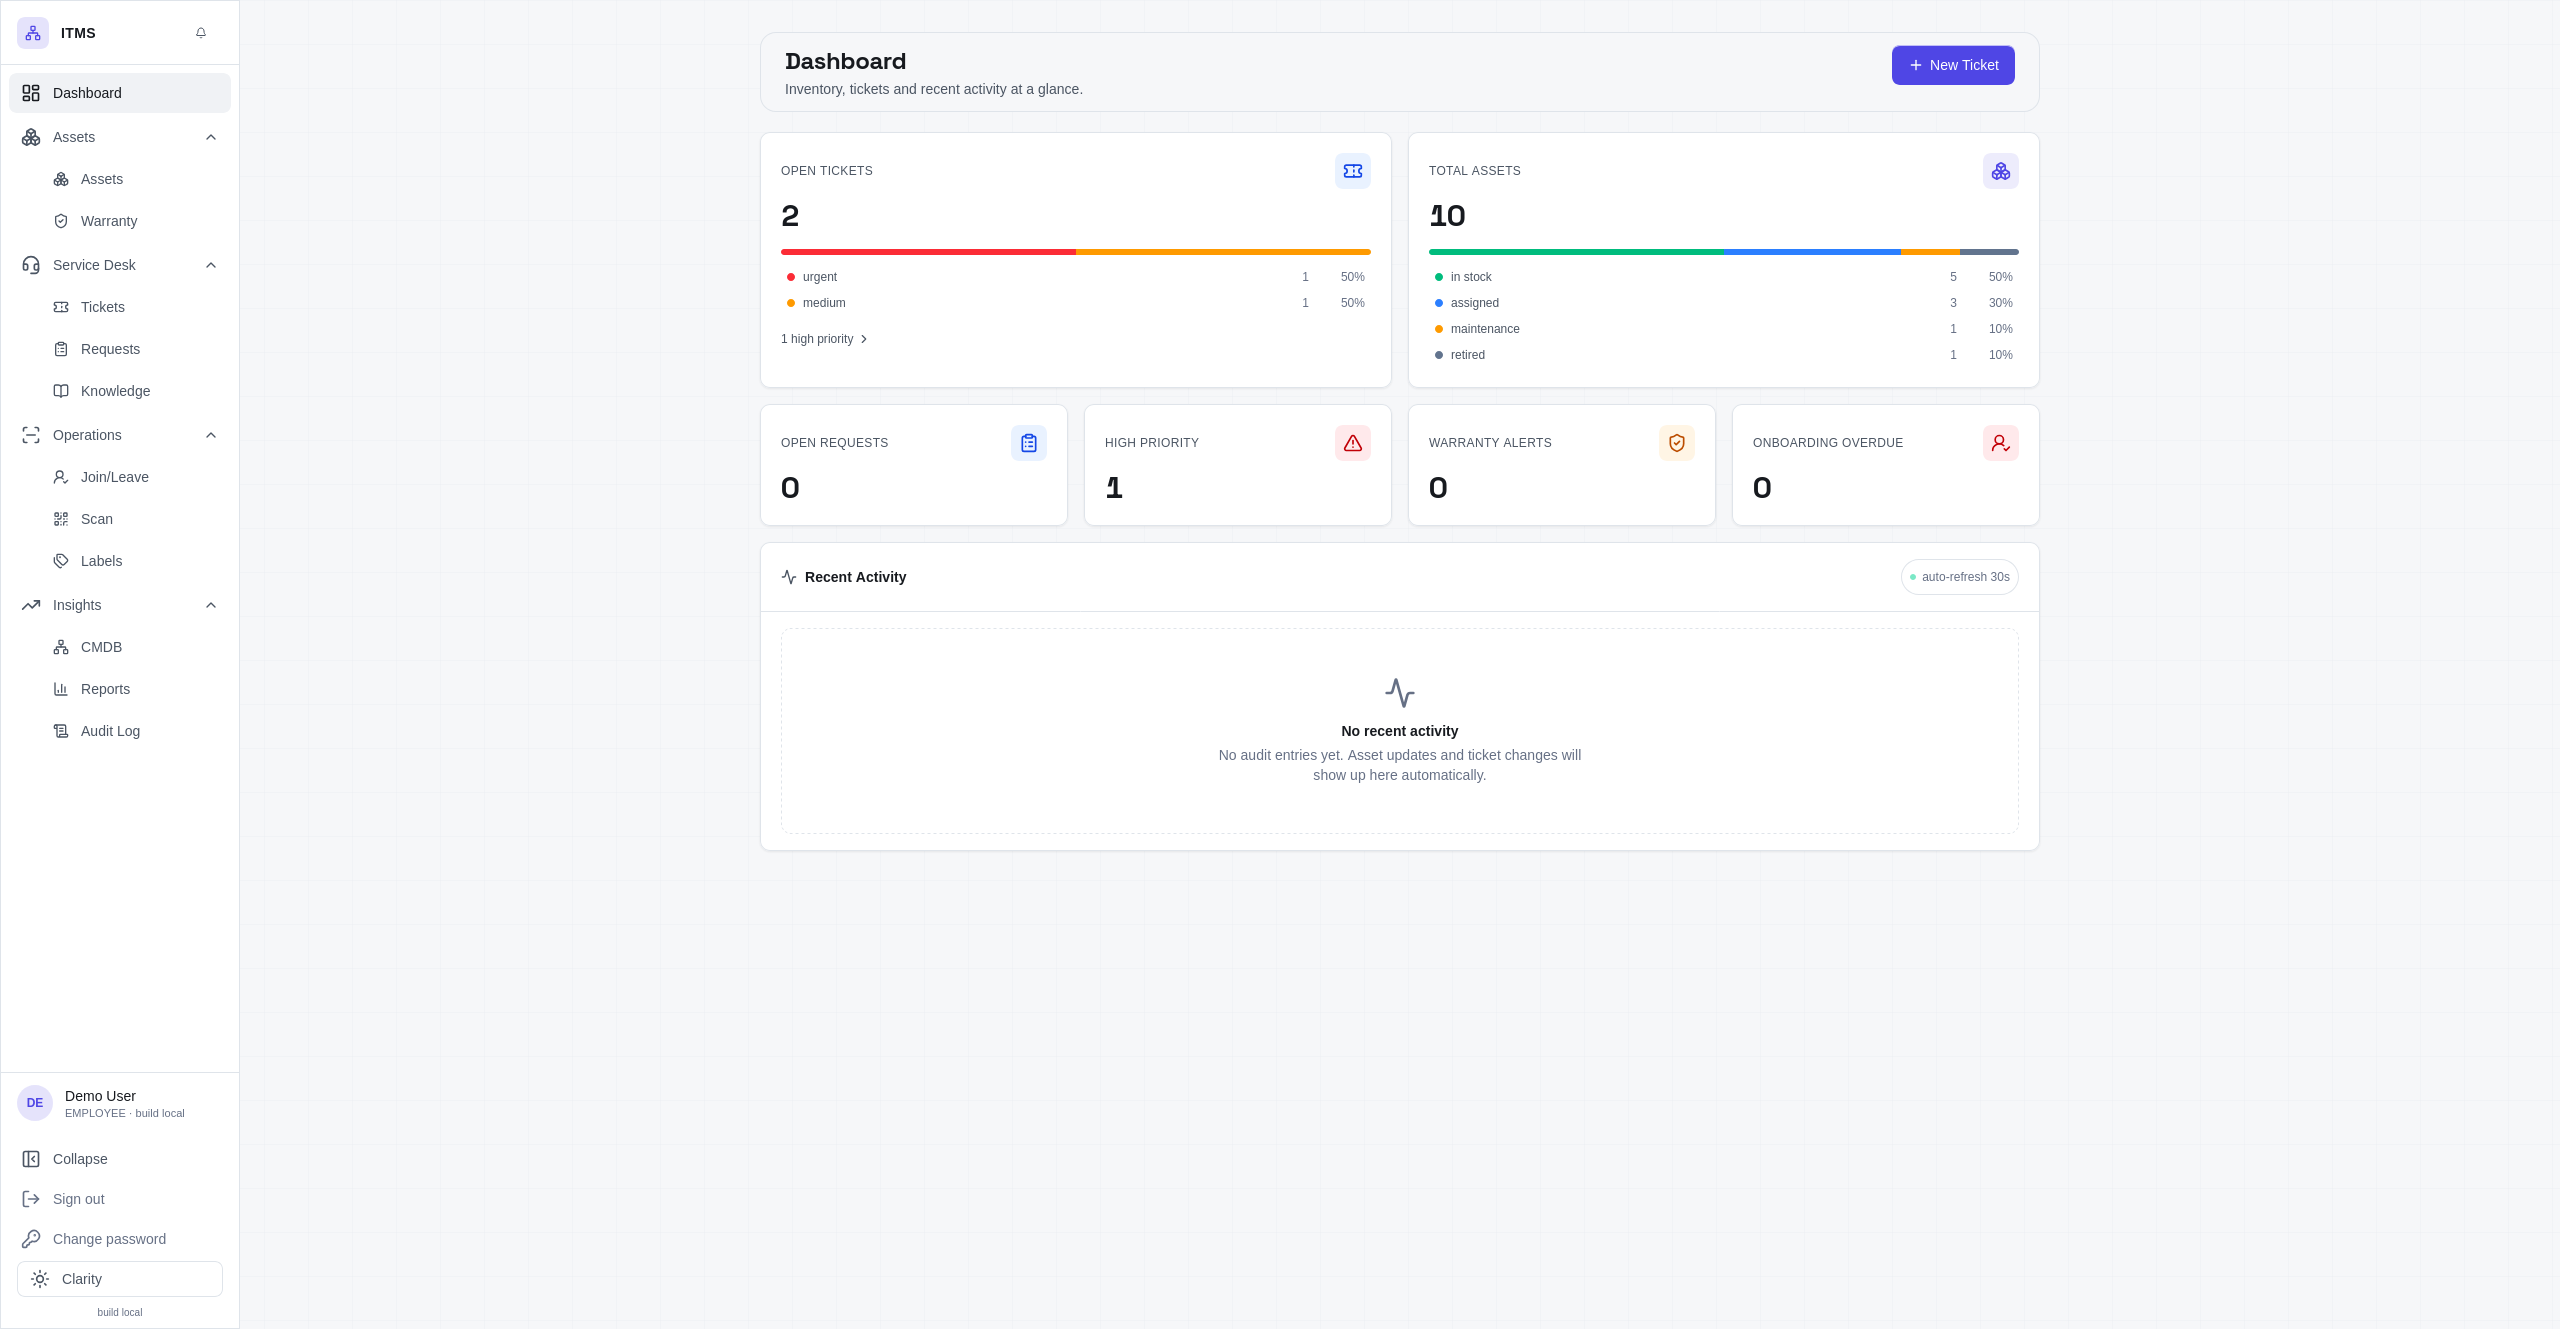 ITMS
Dashboard
Assets
Assets
Warranty
Service Desk
Tickets
Requests
Knowledge
Operations
Join/Leave
Scan
Labels
Insights
CMDB
Reports
Audit Log
DE
Demo User
EMPLOYEE · build local
Collapse
Sign out
Change password
Clarity
build local
Dashboard
Inventory, tickets and recent activity at a glance.
New Ticket
OPEN TICKETS
2
urgent 1 50%
medium 1 50%
1 high priority
TOTAL ASSETS
10
in stock 5 50%
assigned 3 30%
maintenance 1 10%
retired 1 10%
OPEN REQUESTS
0
HIGH PRIORITY
1
WARRANTY ALERTS
0
ONBOARDING OVERDUE
0
Recent Activity
auto-refresh 30s
No recent activity
No audit entries yet. Asset updates and ticket changes will
show up here automatically.